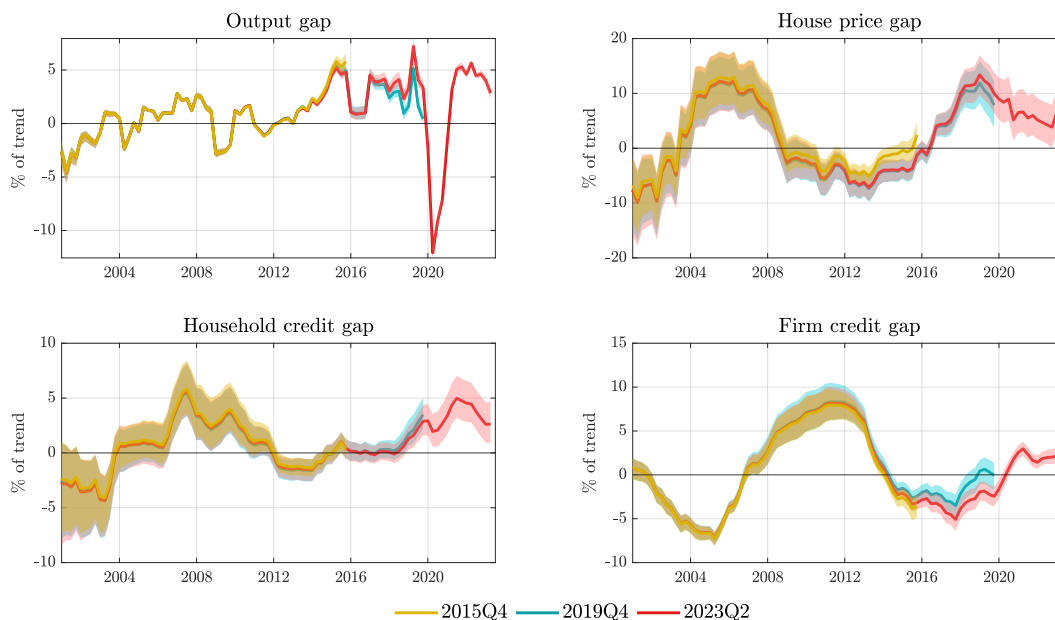 Output gap
% of trend
5
0
-5
-10
2004 2008 2012 2016 2020
House price gap
% of trend
20
10
0
-10
-20
2004 2008 2012 2016 2020
Household credit gap
% of trend
10
5
0
-5
-10
2004 2008 2012 2016 2020
Firm credit gap
% of trend
15
10
5
0
-5
-10
2004 2008 2012 2016 2020
2015Q4 2019Q4 2023Q2